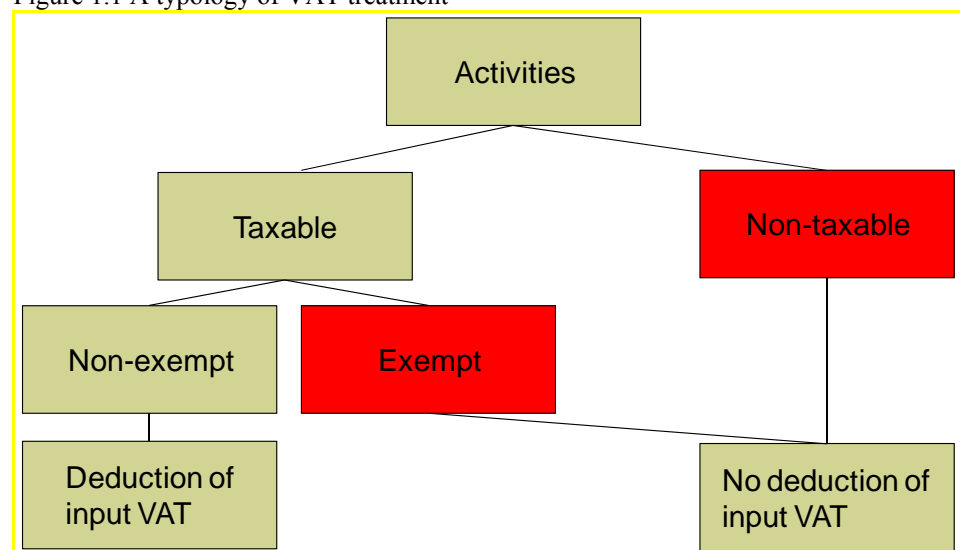 Figure 1.1 A typology of VAT treatment
Activities
Taxable
Non-taxable
Non-exempt
Exempt
Deduction of
input VAT
No deduction of
input VAT